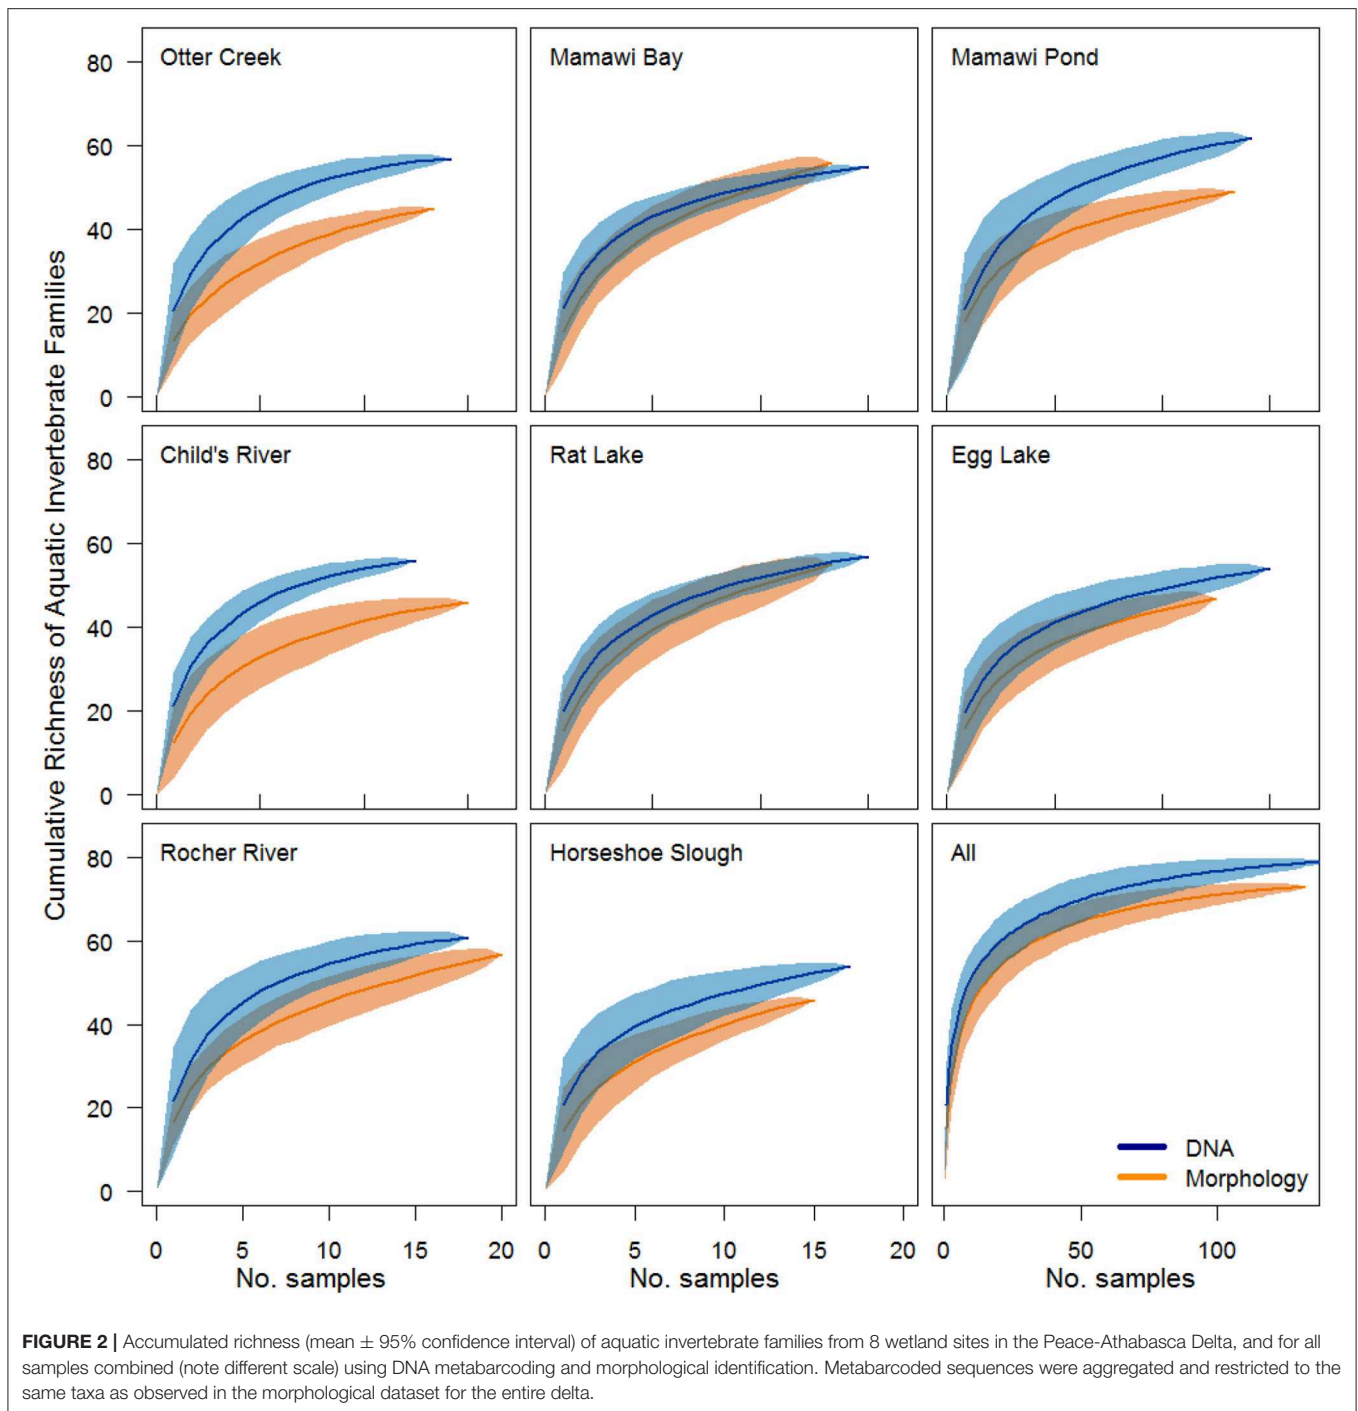 Cumulative Richness of Aquatic Invertebrate Families
Otter Creek
80
60
40
20
0
Mamawi Bay
Mamawi Pond
Child's River
80
60
40
20
0
Rat Lake
Egg Lake
Rocher River
80
60
40
20
0
0 5 10 15 20
No. samples
Horseshoe Slough
0 5 10 15 20
No. samples
All
DNA
Morphology
0 50 100
No. samples
FIGURE 2 | Accumulated richness (mean ± 95% confidence interval) of aquatic invertebrate families from 8 wetland sites in the Peace-Athabasca Delta, and for all
samples combined (note different scale) using DNA metabarcoding and morphological identification. Metabarcoded sequences were aggregated and restricted to the
same taxa as observed in the morphological dataset for the entire delta.